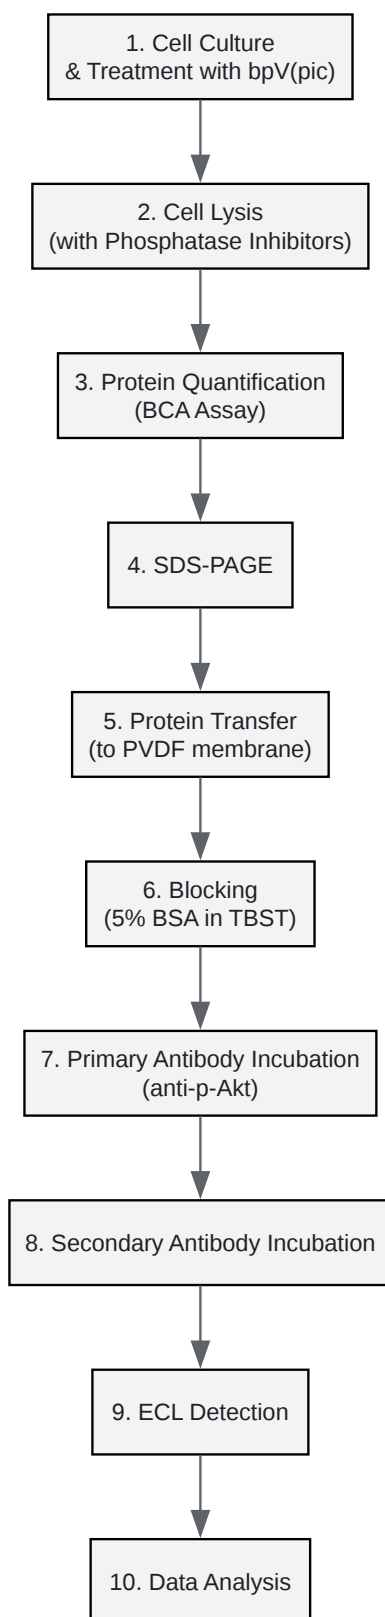 1. Cell Culture
& Treatment with bpV(pic)
2. Cell Lysis
(with Phosphatase Inhibitors)
3. Protein Quantification
(BCA Assay)
4. SDS-PAGE
5. Protein Transfer
(to PVDF membrane)
6. Blocking
(5% BSA in TBST)
7. Primary Antibody Incubation
(anti-p-Akt)
8. Secondary Antibody Incubation
9. ECL Detection
10. Data Analysis